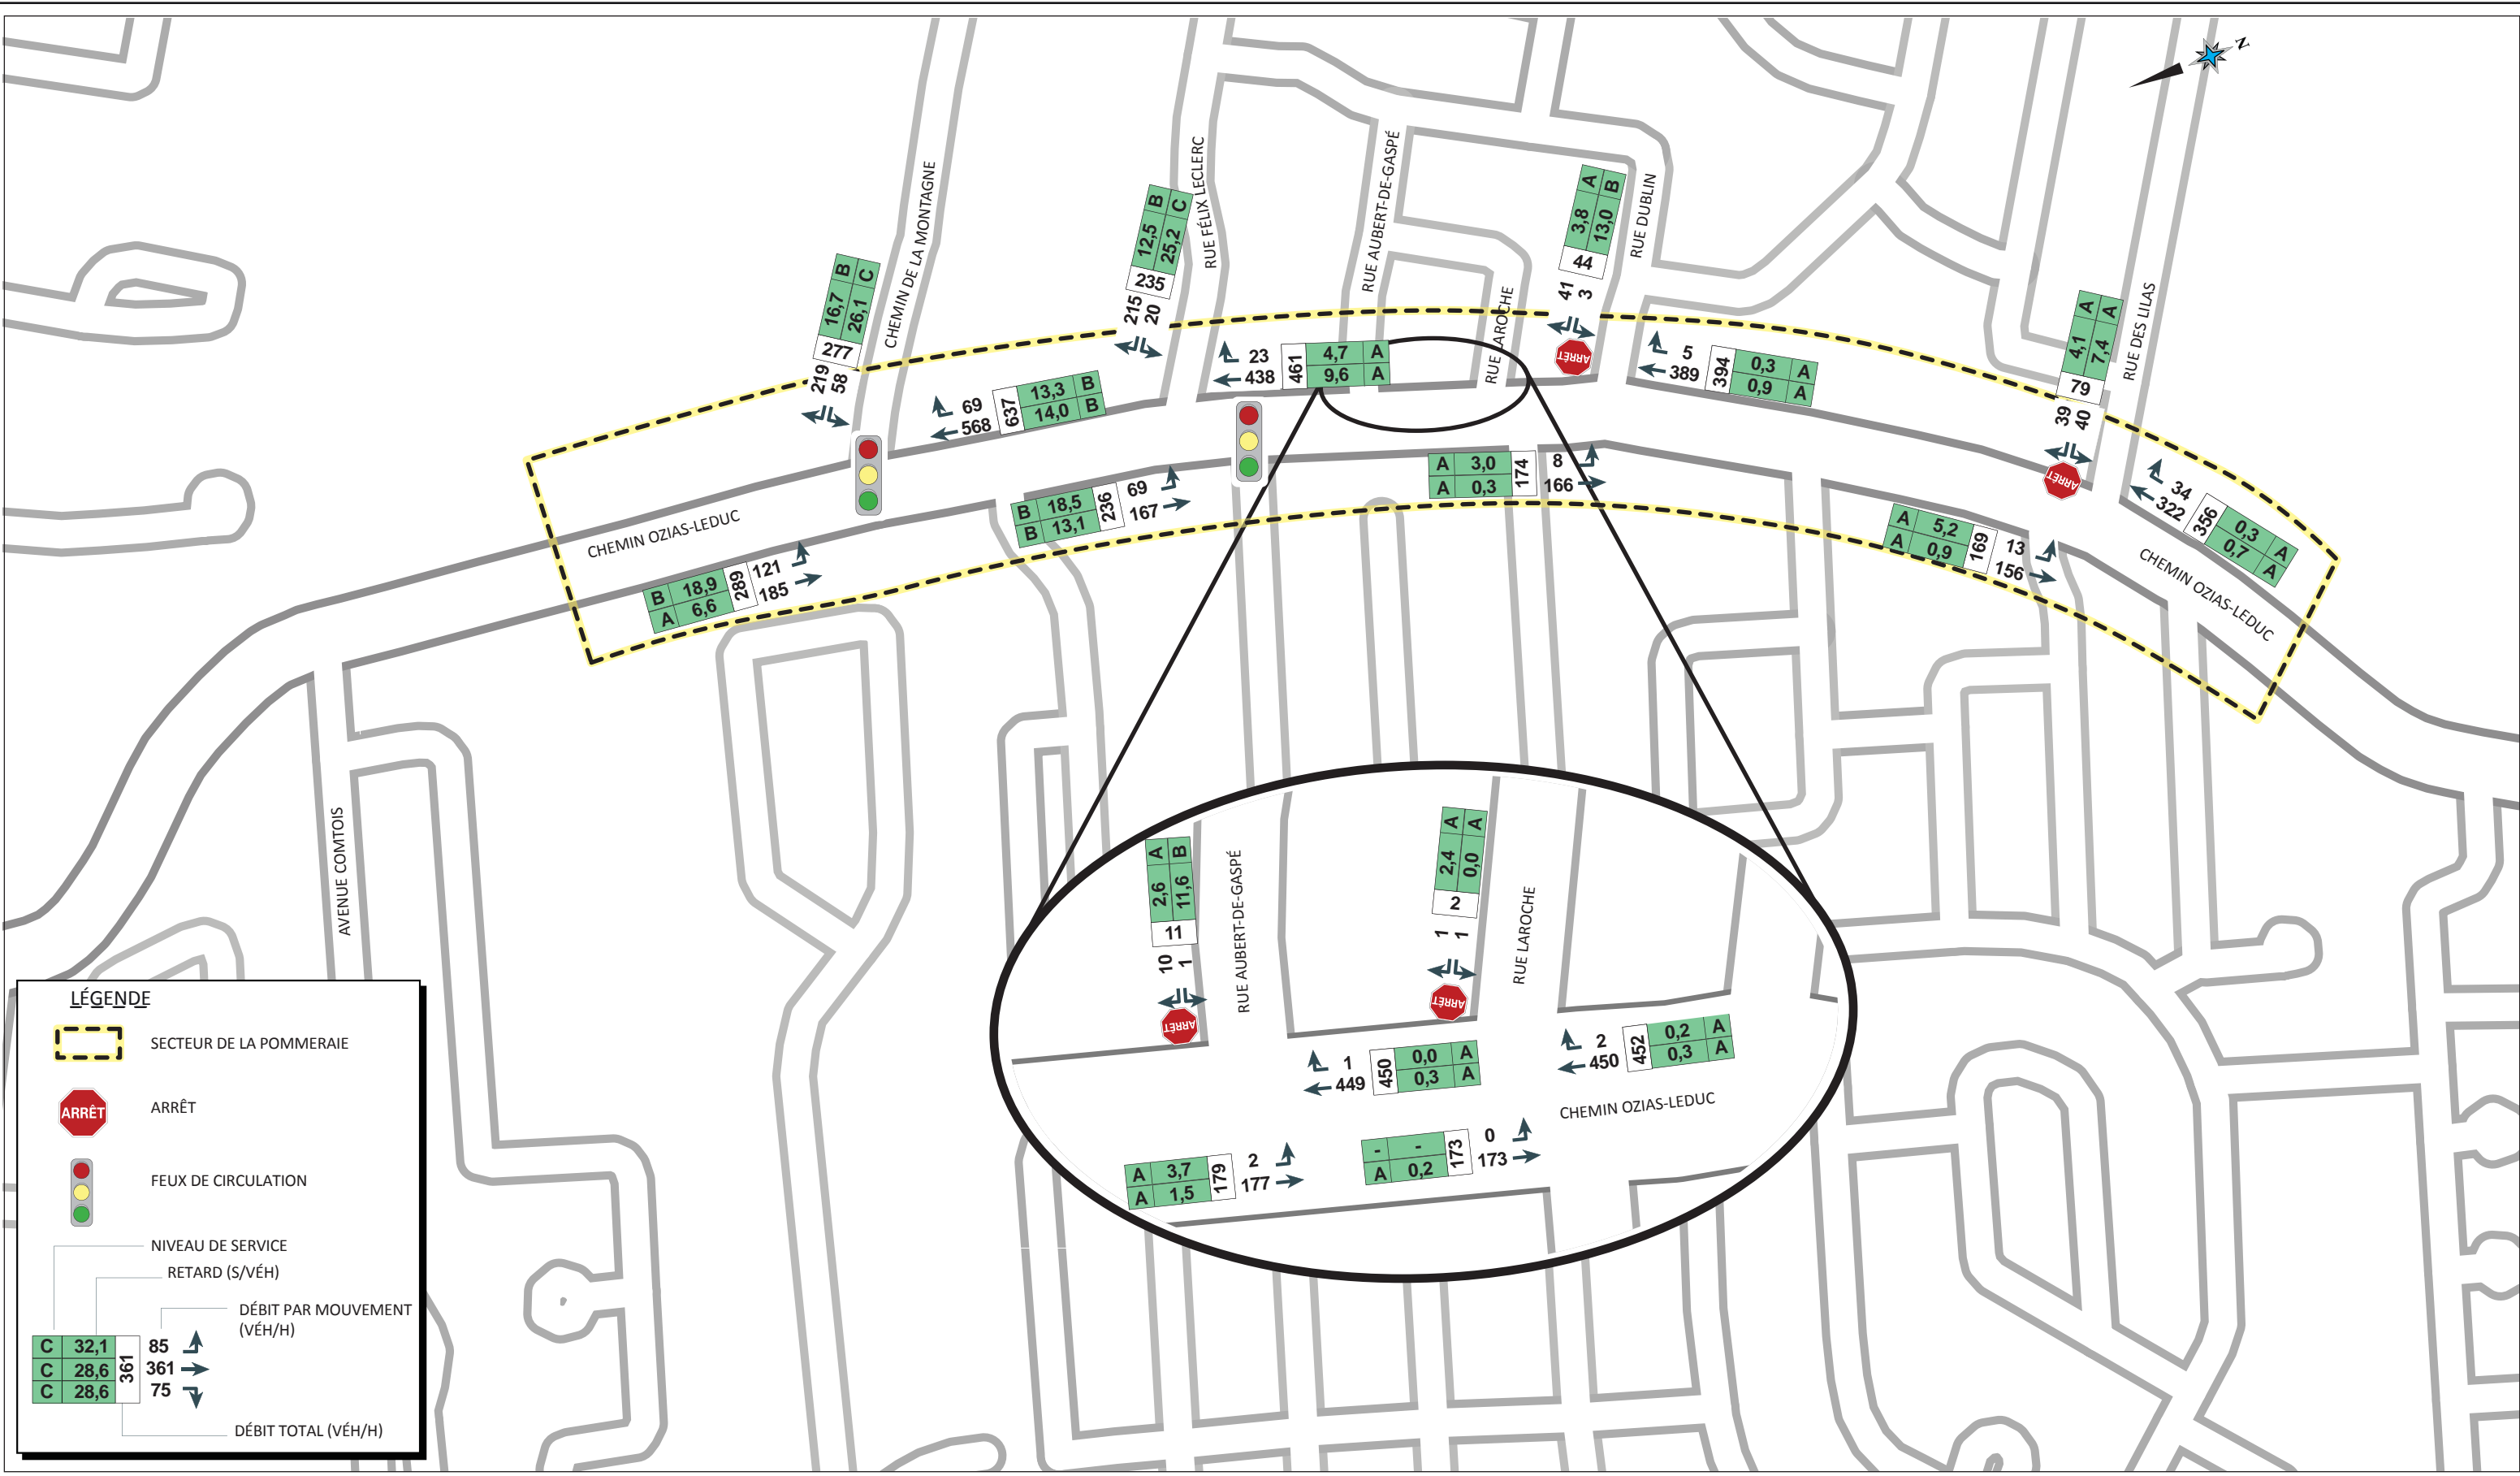 N
CHEMIN DE LA MONTAGNE
16,7 B
26,1 C
277
219
58
RUE FÉLIX LECLERC
12,5 B
25,2 C
235
215
20
RUE AUBERT-DE-GASPÉ
RUE LAROCHE
3,8 A
13,0 B
44
41
3
ARRÊT
RUE DUBLIN
RUE DES LILAS
4,1 A
7,4 A
79
39
40
ARRÊT
69
568
637
13,3 B
14,0 B
23
438
461
4,7 A
9,6 A
5
389
394
0,3 A
0,9 A
34
322
356
0,3 A
0,7 A
CHEMIN OZIAS-LEDUC
B 18,9
A 6,6
289
121
185
B 18,5
B 13,1
236
69
167
A 3,0
A 0,3
174
8
166
A 5,2
A 0,9
169
13
156
CHEMIN OZIAS-LEDUC
AVENUE COMTOIS
2,6 A
11,6 B
11
10
1
ARRÊT
RUE AUBERT-DE-GASPÉ
2,4 A
0,0 A
2
1
1
ARRÊT
RUE LAROCHE
1
449
450
0,0 A
0,3 A
2
450
452
0,2 A
0,3 A
CHEMIN OZIAS-LEDUC
A 3,7
A 1,5
179
2
177
- -
A 0,2
173
0
173
LÉGENDE
SECTEUR DE LA POMMERAIE
ARRÊT
ARRÊT
FEUX DE CIRCULATION
NIVEAU DE SERVICE
RETARD (S/VÉH)
DÉBIT PAR MOUVEMENT
(VÉH/H)
C 32,1
C 28,6
C 28,6
361
85
361
75
DÉBIT TOTAL (VÉH/H)